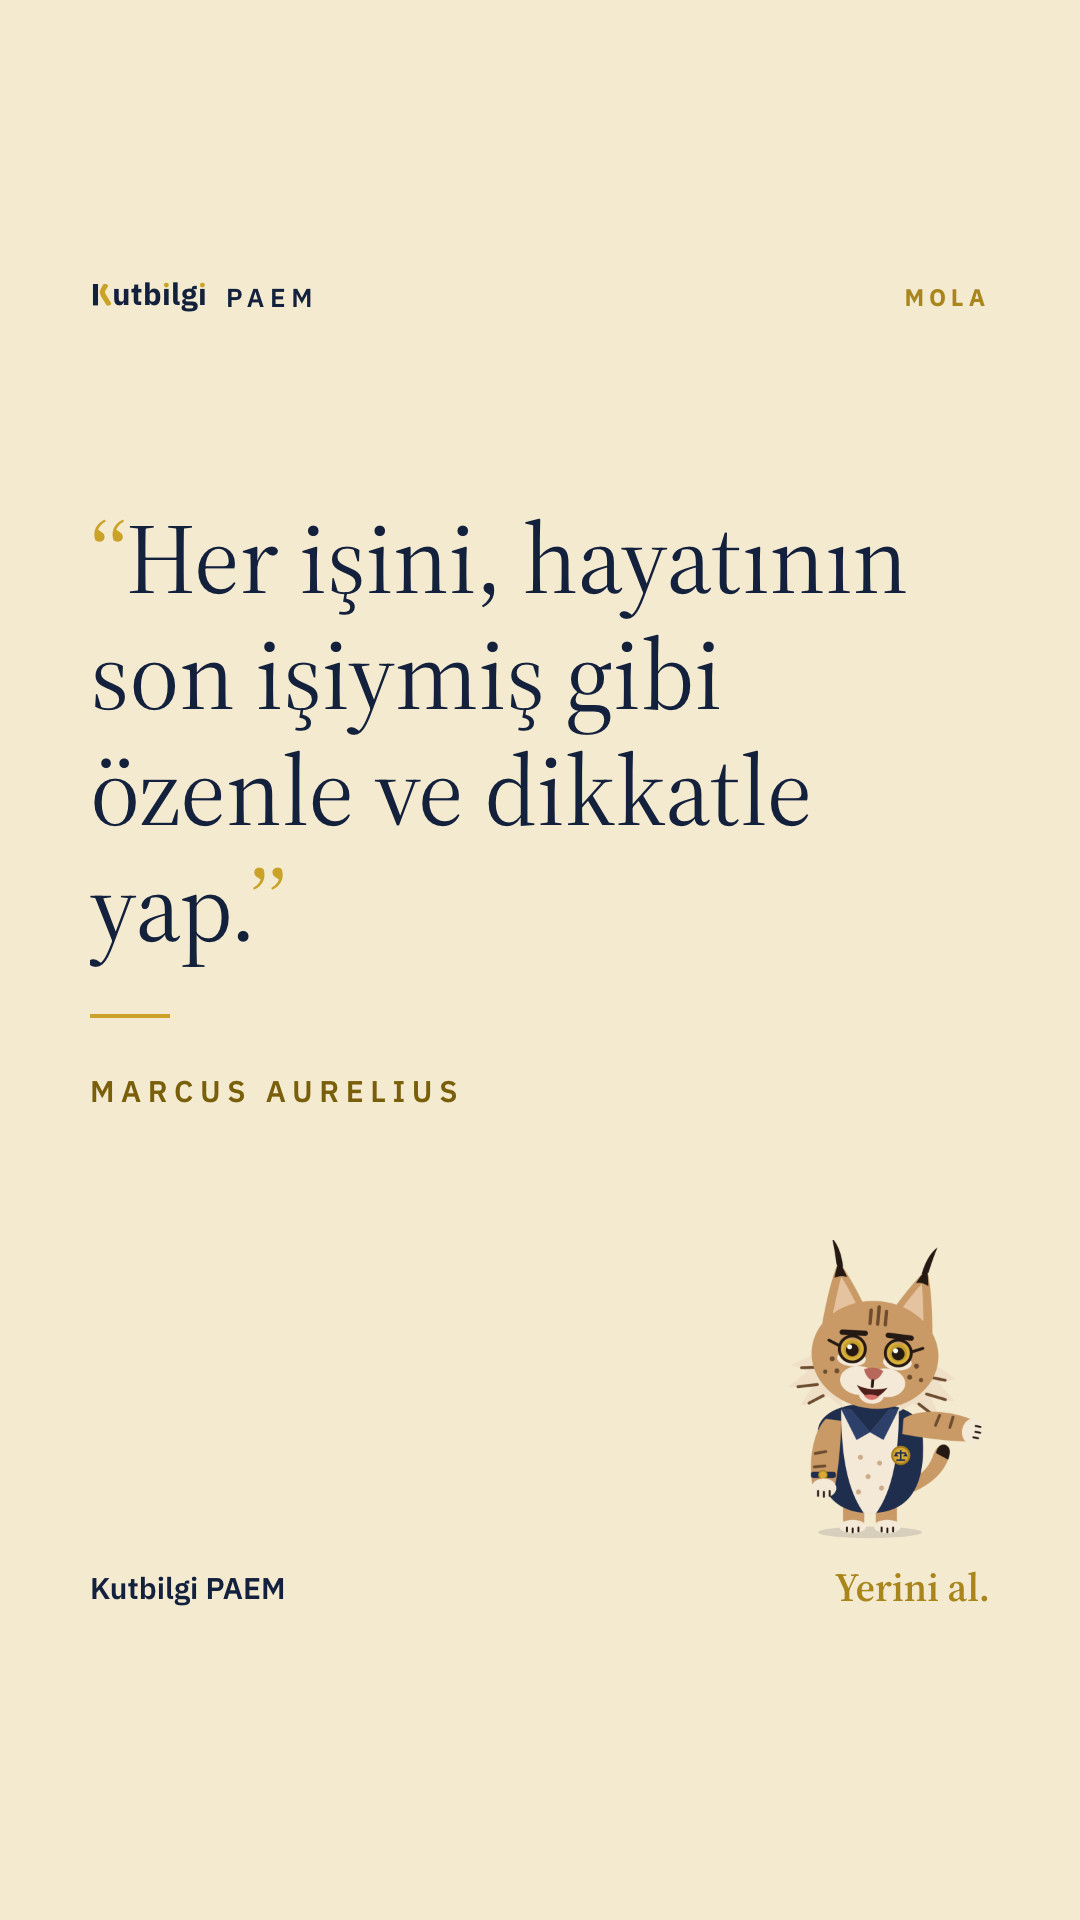 Kutbilgi PAEM
MOLA
“Her işini, hayatının
son işiymiş gibi
özenle ve dikkatle
yap.”
MARCUS AURELIUS
Kutbilgi PAEM
Yerini al.